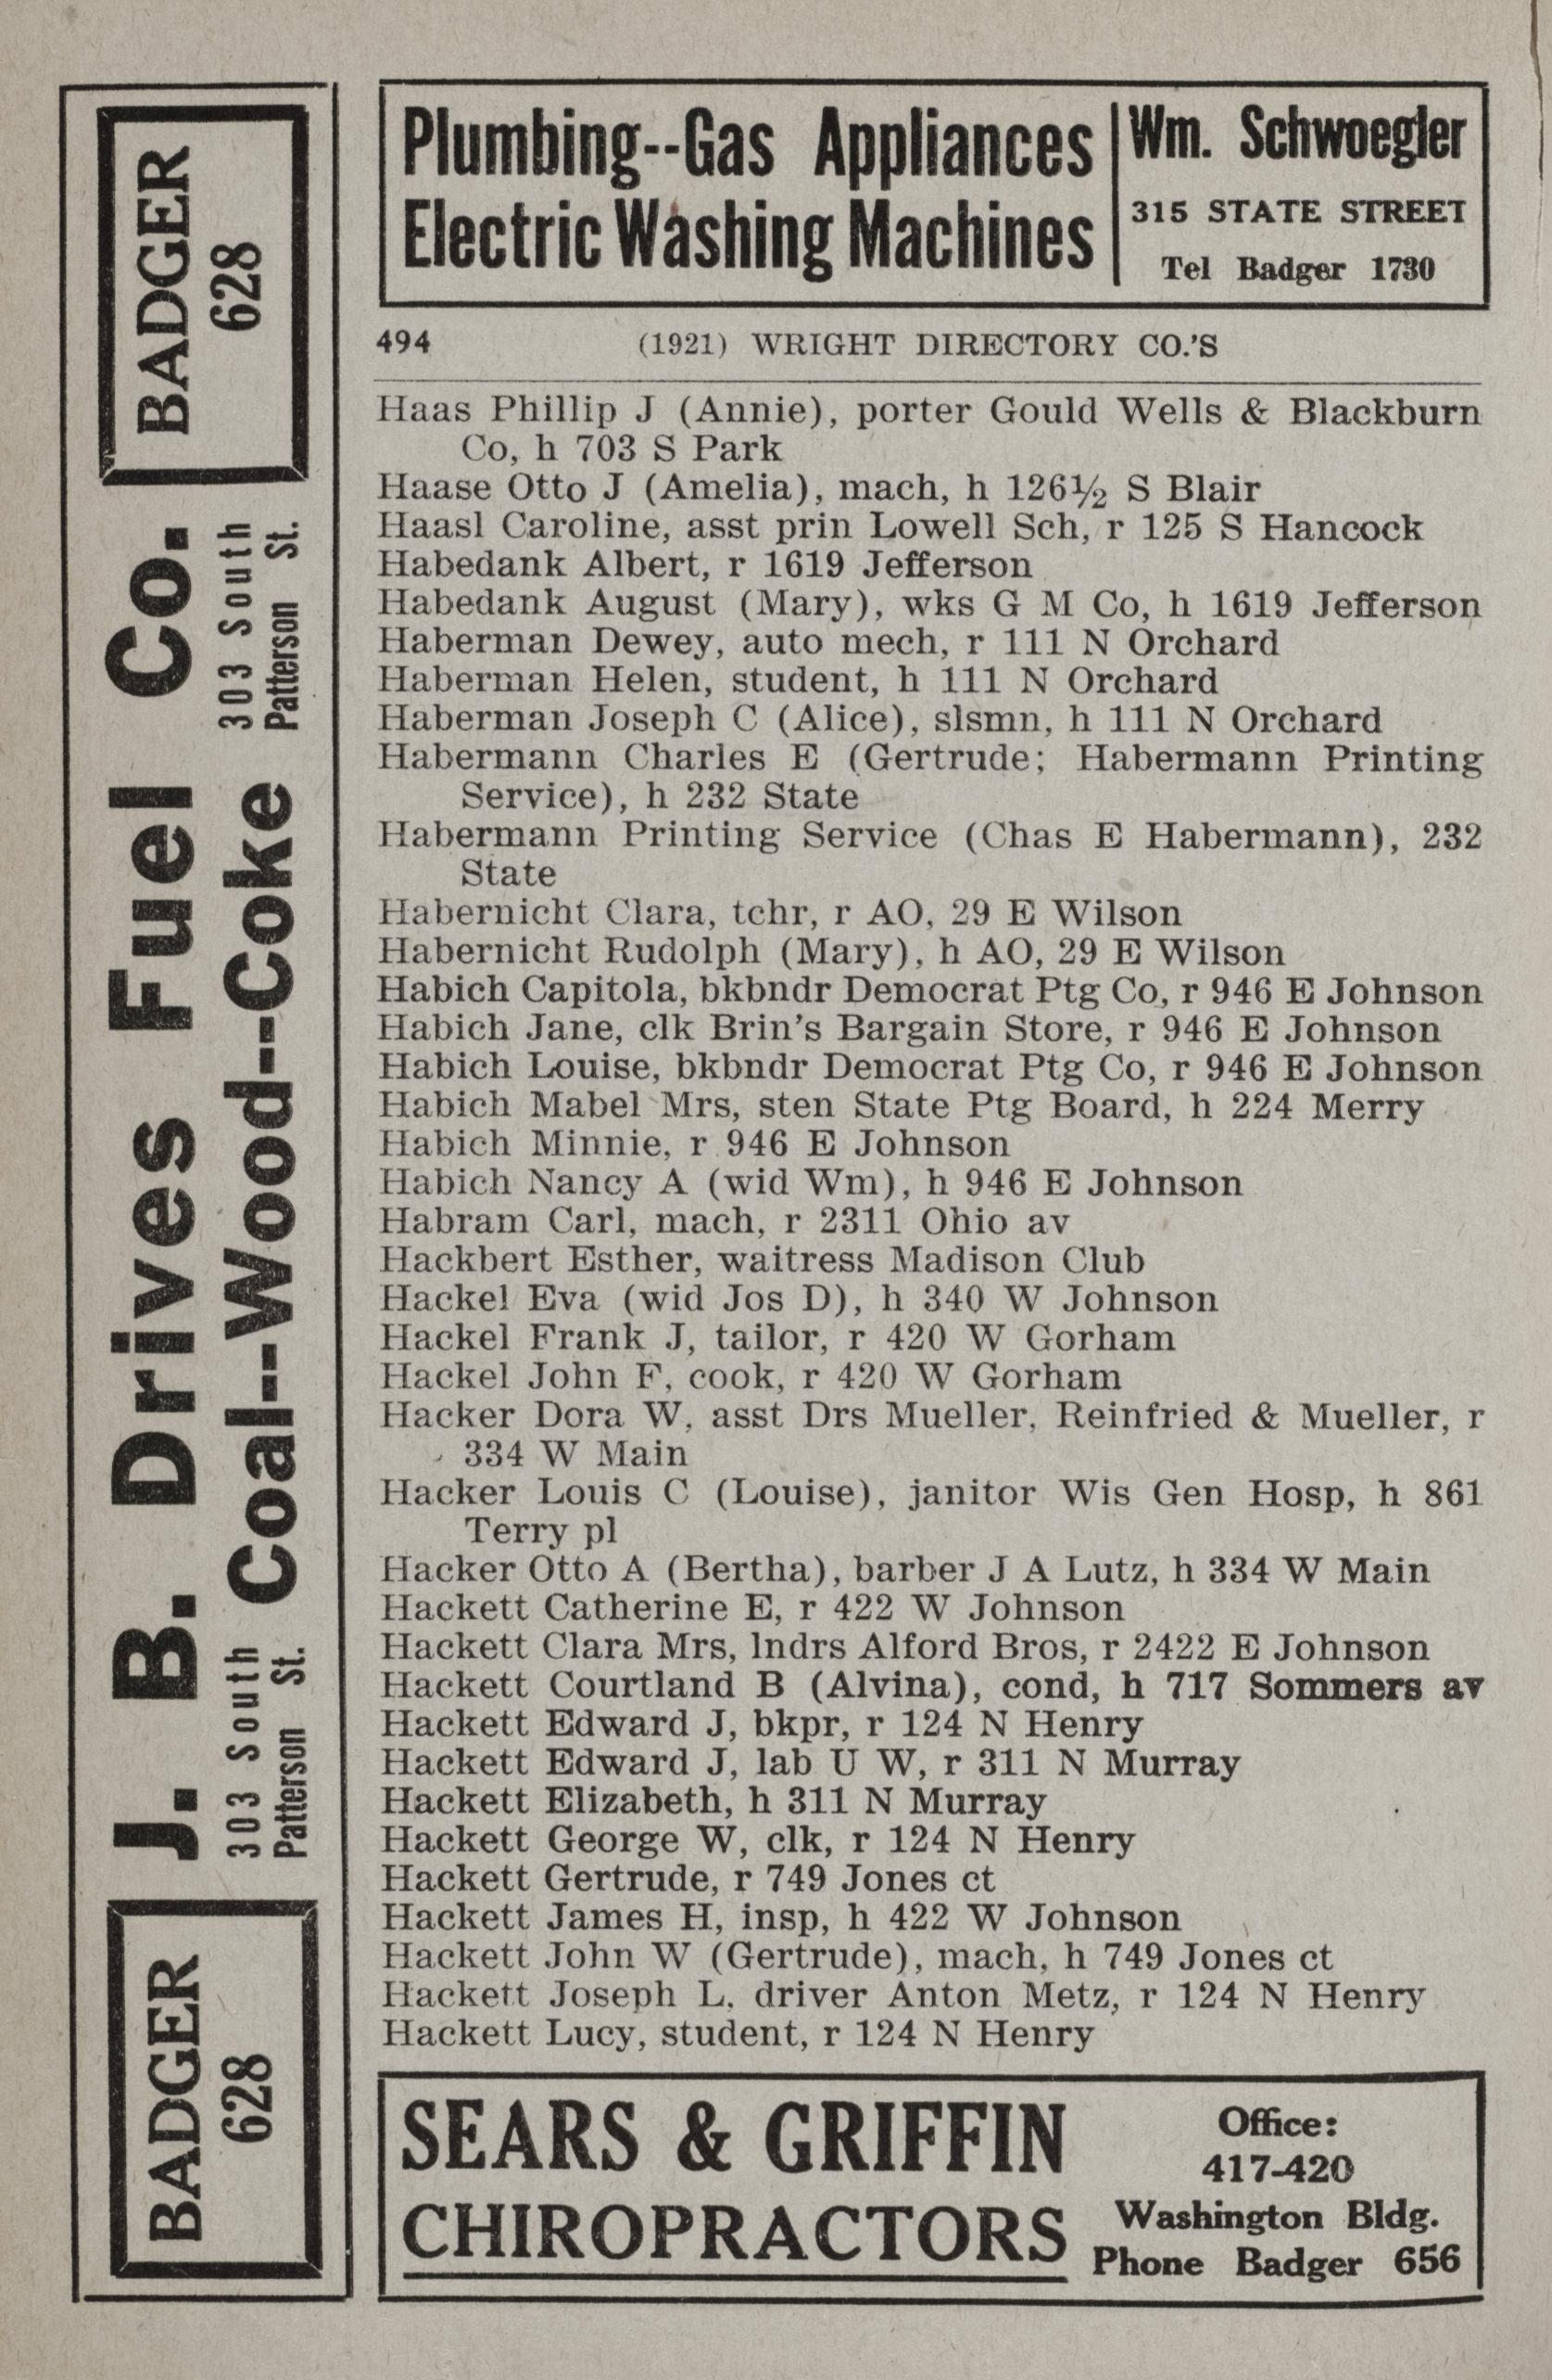 Plumbing--Gas Appliances
Electric Washing Machines
Wm. Schwoegler
315 STATE STREET
Tel Badger 1730
494 (1921) WRIGHT DIRECTORY CO.'S
Haas Phillip J (Annie), porter Gould Wells & Blackburn
Co, h 703 S Park
Haase Otto J (Amelia), mach, h 126½ S Blair
Haasl Caroline, asst prin Lowell Sch, r 125 S Hancock
Habedank Albert, r 1619 Jefferson
Habedank August (Mary), wks G M Co, h 1619 Jefferson
Haberman Dewey, auto mech, r 111 N Orchard
Haberman Helen, student, h 111 N Orchard
Haberman Joseph C (Alice), slsmn, h 111 N Orchard
Habermann Charles E (Gertrude; Habermann Printing
Service), h 232 State
Habermann Printing Service (Chas E Habermann), 232
State
Habernicht Clara, tchr, r AO, 29 E Wilson
Habernicht Rudolph (Mary), h AO, 29 E Wilson
Habich Capitola, bkbndr Democrat Ptg Co, r 946 E Johnson
Habich Jane, clk Brin's Bargain Store, r 946 E Johnson
Habich Louise, bkbndr Democrat Ptg Co, r 946 E Johnson
Habich Mabel Mrs, sten State Ptg Board, h 224 Merry
Habich Minnie, r 946 E Johnson
Habich Nancy A (wid Wm), h 946 E Johnson
Habram Carl, mach, r 2311 Ohio av
Hackbert Esther, waitress Madison Club
Hackel Eva (wid Jos D), h 340 W Johnson
Hackel Frank J, tailor, r 420 W Gorham
Hackel John F, cook, r 420 W Gorham
Hacker Dora W, asst Drs Mueller, Reinfried & Mueller, r
334 W Main
Hacker Louis C (Louise), janitor Wis Gen Hosp, h 861
Terry pl
Hacker Otto A (Bertha), barber J A Lutz, h 334 W Main
Hackett Catherine E, r 422 W Johnson
Hackett Clara Mrs, lndrs Alford Bros, r 2422 E Johnson
Hackett Courtland B (Alvina), cond, h 717 Sommers av
Hackett Edward J, bkpr, r 124 N Henry
Hackett Edward J, lab U W, r 311 N Murray
Hackett Elizabeth, h 311 N Murray
Hackett George W, clk, r 124 N Henry
Hackett Gertrude, r 749 Jones ct
Hackett James H, insp, h 422 W Johnson
Hackett John W (Gertrude), mach, h 749 Jones ct
Hackett Joseph L, driver Anton Metz, r 124 N Henry
Hackett Lucy, student, r 124 N Henry
SEARS & GRIFFIN
CHIROPRACTORS
Office:
417-420
Washington Bldg.
Phone Badger 656
BADGER
628
J. B. Drives Fuel Co.
303 South
Patterson St.
Coal--Wood--Coke
303 South
Patterson St.
BADGER
628